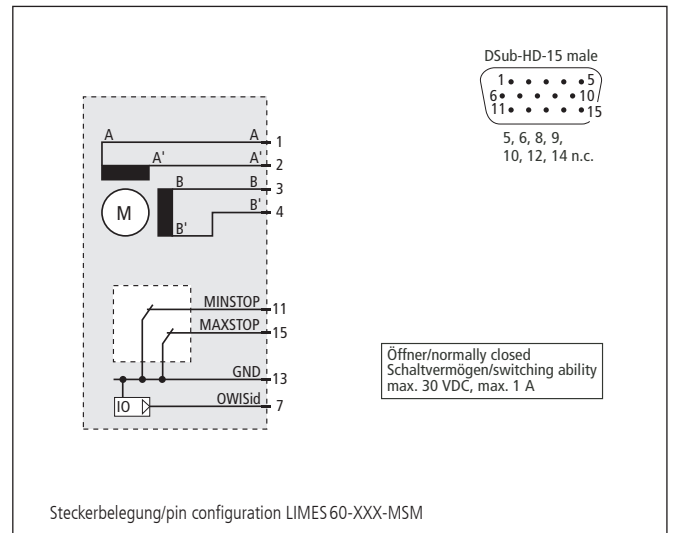 DSub-HD-15 male
1 5
6 10
11 15
5, 6, 8, 9,
10, 12, 14 n.c.
A A 1
A' A' 2
B B 3
M B' 4
B'
MINSTOP 11
MAXSTOP 15
GND 13
IO OWISid 7
Öffner/normally closed
Schaltvermögen/switching ability
max. 30 VDC, max. 1 A
Steckerbelegung/pin configuration LIMES 60-XXX-MSM